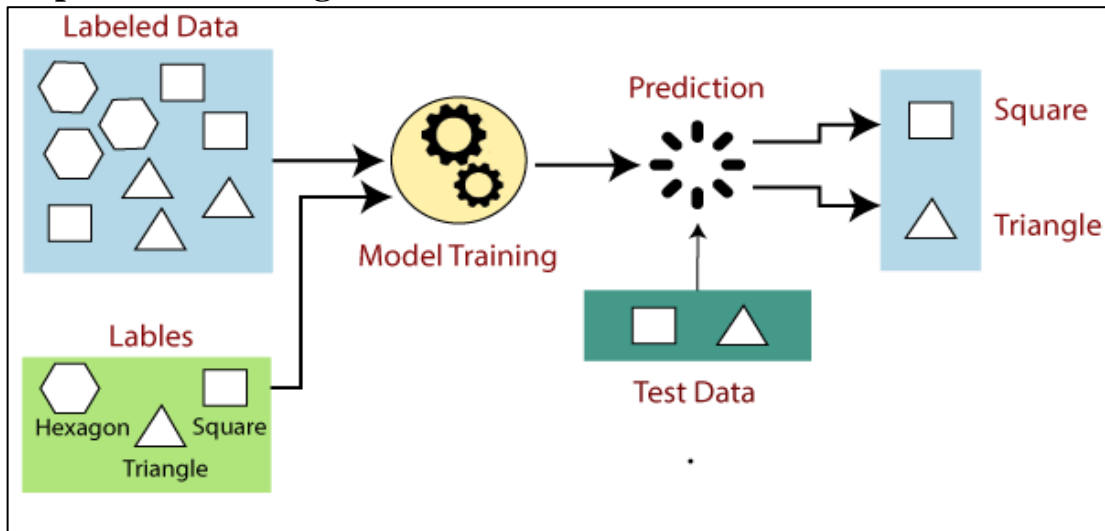 Labeled Data
Prediction
Square
Triangle
Model Training
Lables
Hexagon
Square
Triangle
Test Data